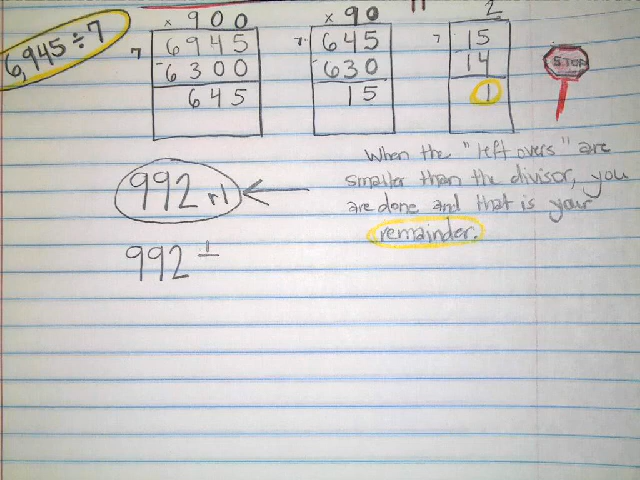 6,945 ÷ 7
x 900
7 6945
-6300
645
x 90
7 645
-630
15
2
7 15
14
1
STOP
992 r1
When the "left overs" are
smaller than the divisor, you
are done and that is your
remainder.
992 1